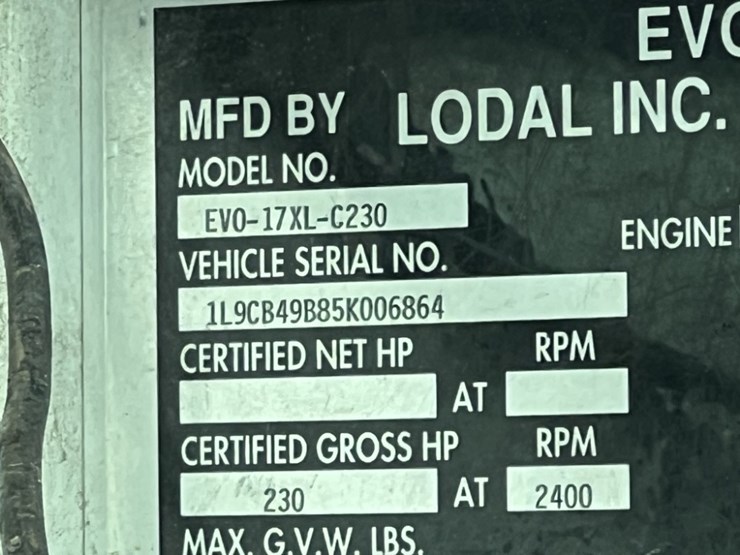 EVO
MFD BY LODAL INC.
MODEL NO.
EVO-17XL-C230
ENGINE
VEHICLE SERIAL NO.
1L9CB49B85K006864
CERTIFIED NET HP RPM
AT
CERTIFIED GROSS HP RPM
230 AT 2400
MAX. G.V.W. LBS.